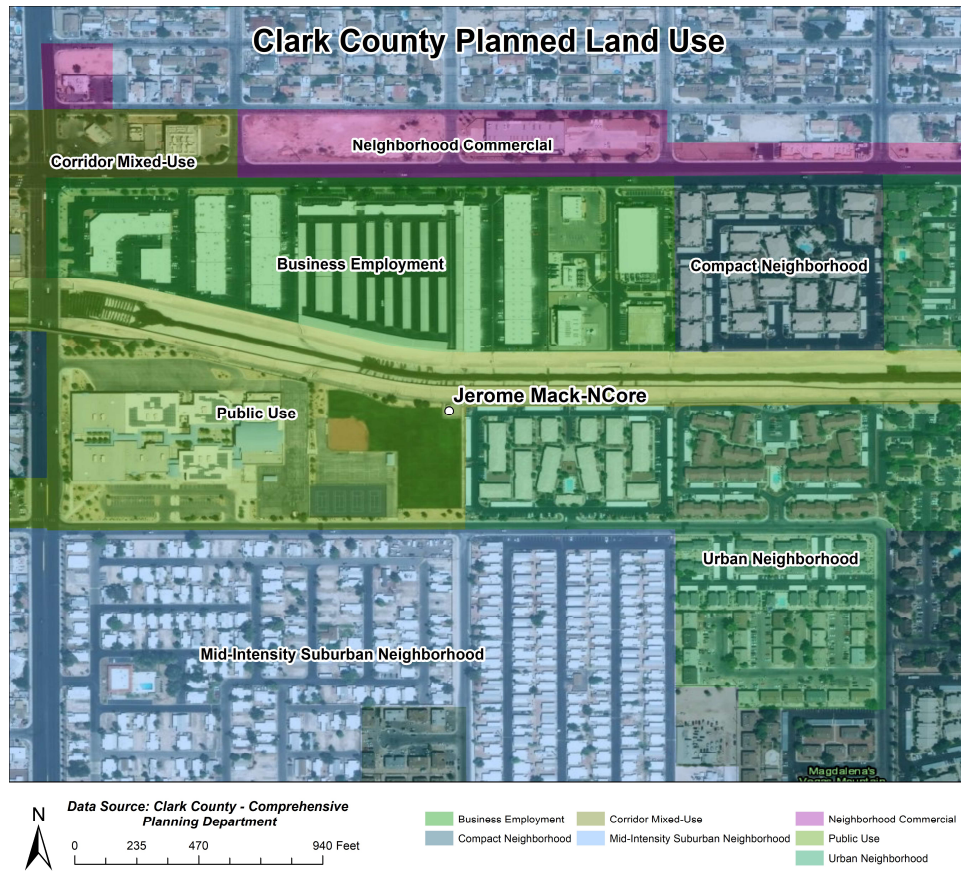 Clark County Planned Land Use
Neighborhood Commercial
Corridor Mixed-Use
Business Employment
Compact Neighborhood
Jerome Mack-NCore
Public Use
Urban Neighborhood
Mid-Intensity Suburban Neighborhood
Magdalena's
N
Data Source: Clark County - Comprehensive
Planning Department
0 235 470 940 Feet
Business Employment
Compact Neighborhood
Corridor Mixed-Use
Mid-Intensity Suburban Neighborhood
Neighborhood Commercial
Public Use
Urban Neighborhood